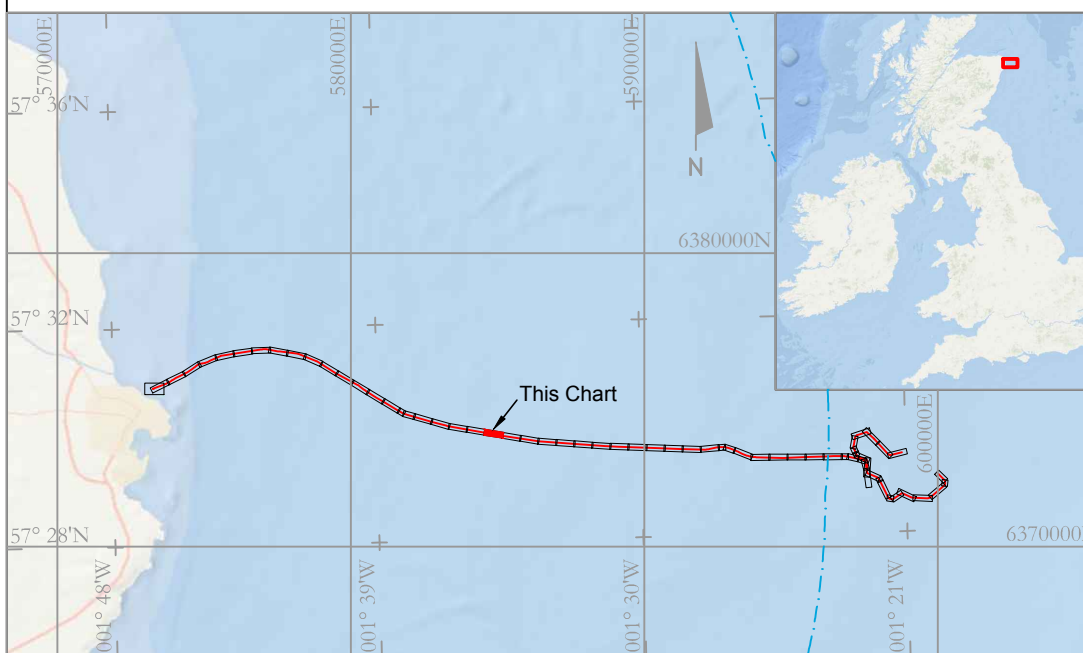 570000E
580000E
590000E
57° 36'N
N
6380000N
57° 32'N
This Chart
600000E
57° 28'N
6370000
001° 48'W
001° 39'W
001° 30'W
001° 21'W